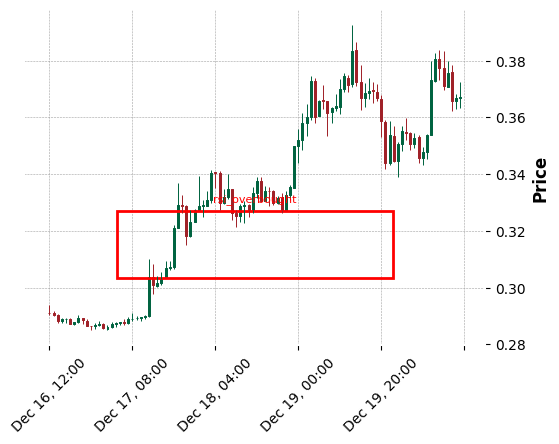 0.38
0.36
0.34
rsi_overbought
0.32
0.30
0.28
Price
Dec 16, 12:00
Dec 17, 08:00
Dec 18, 04:00
Dec 19, 00:00
Dec 19, 20:00